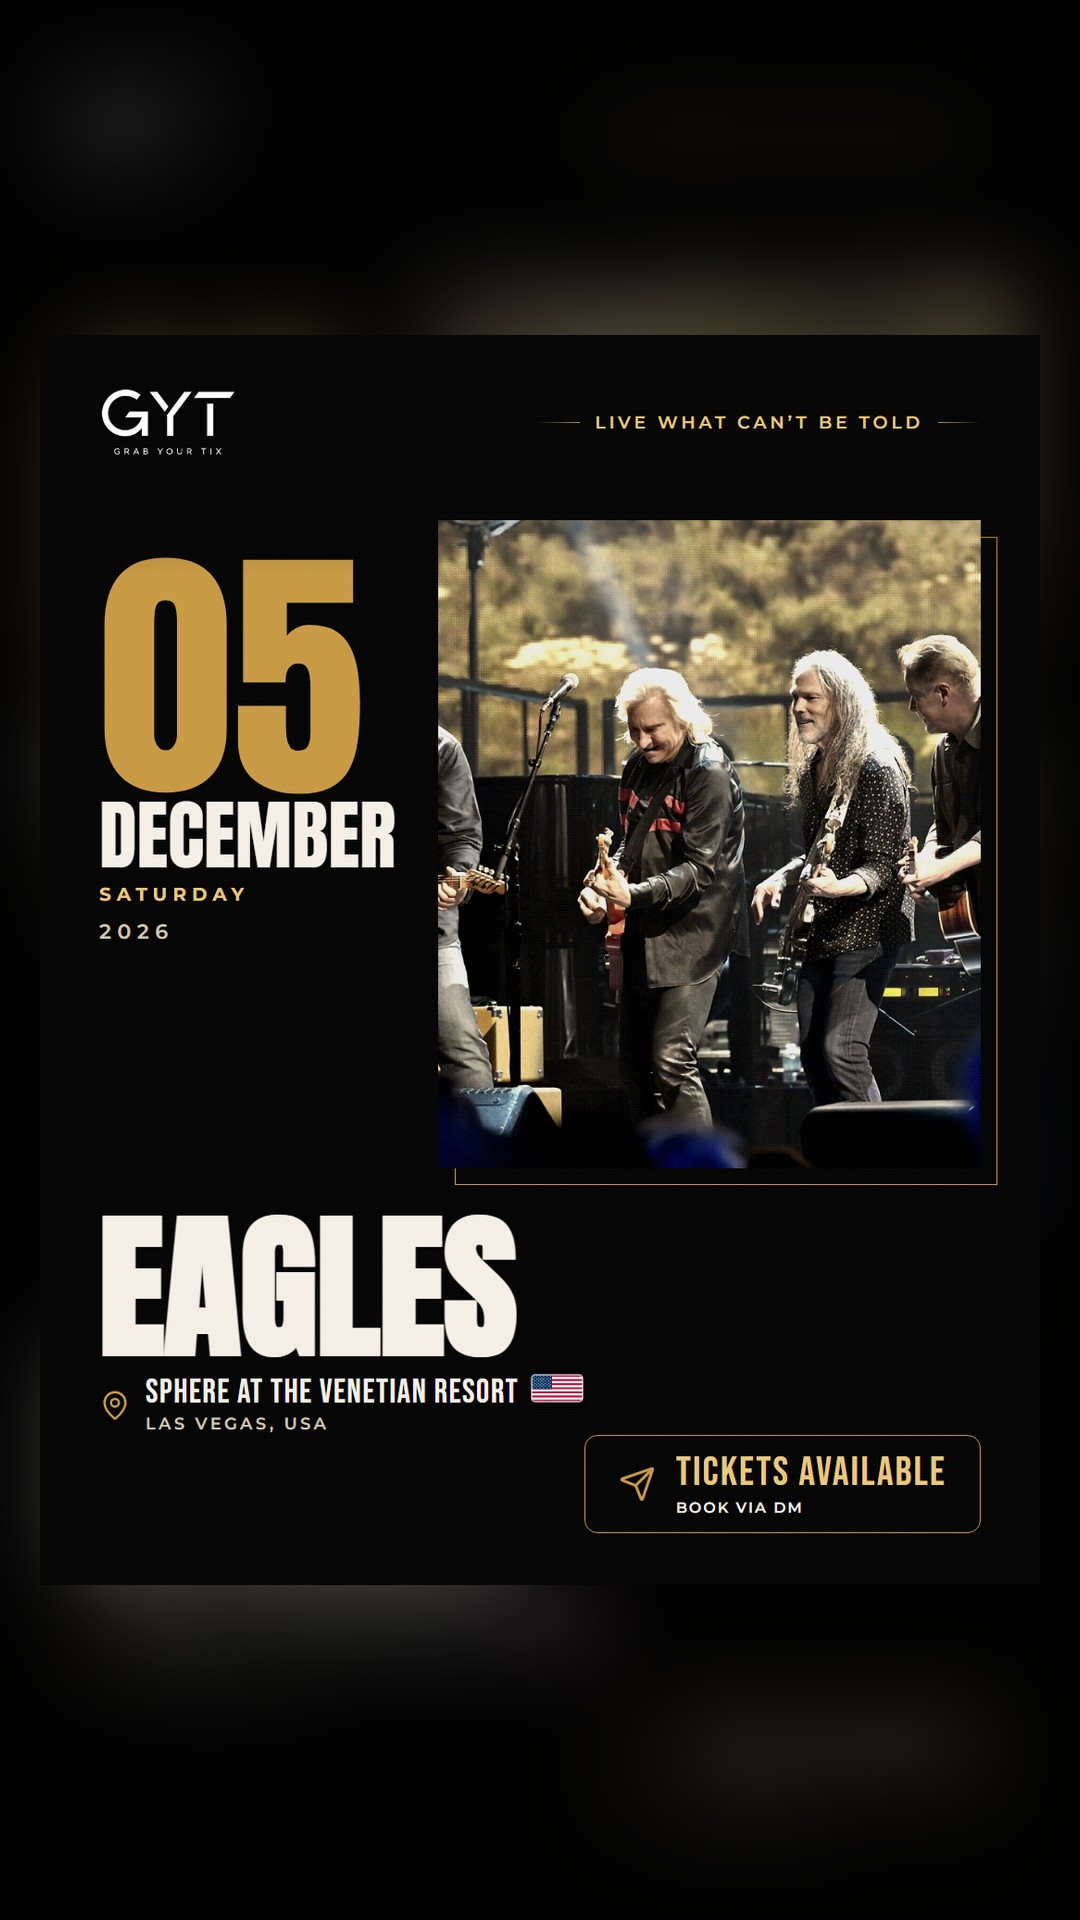 GYT
GRAB YOUR TIX
LIVE WHAT CAN'T BE TOLD
05
DECEMBER
SATURDAY
2026
EAGLES
SPHERE AT THE VENETIAN RESORT
LAS VEGAS, USA
TICKETS AVAILABLE
BOOK VIA DM